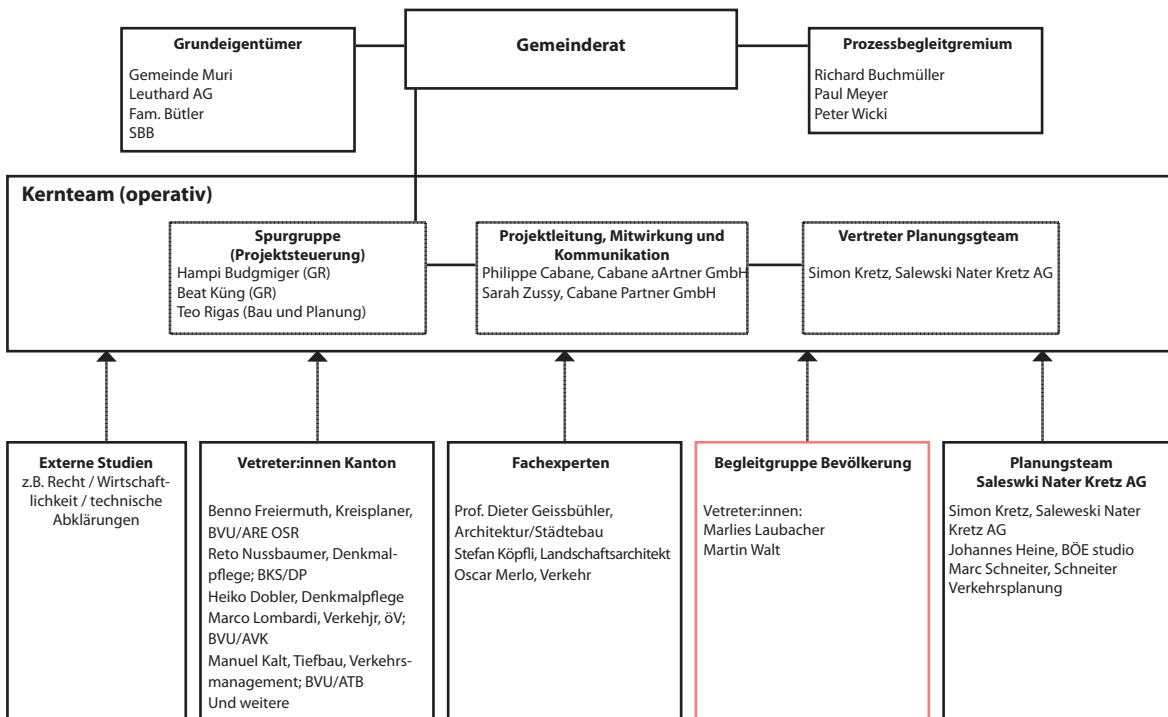 Grundeigentümer
Gemeinde Muri
Leuthard AG
Fam. Bütler
SBB
Gemeinderat
Prozessbegleitgremium
Richard Buchmüller
Paul Meyer
Peter Wicki
Kernteam (operativ)
Spurgruppe
(Projektsteuerung)
Hampi Budgmiger (GR)
Beat Küng (GR)
Teo Rigas (Bau und Planung)
Projektleitung, Mitwirkung und
Kommunikation
Philippe Cabane, Cabane aArtner GmbH
Sarah Zussy, Cabane Partner GmbH
Vertreter Planungsgteam
Simon Kretz, Salewski Nater Kretz AG
Externe Studien
z.B. Recht / Wirtschaft-
lichkeit / technische
Abklärungen
Vetreter:innen Kanton
Benno Freiermuth, Kreisplaner,
BVU/ARE OSR
Reto Nussbaumer, Denkmal-
pflege; BKS/DP
Heiko Dobler, Denkmalpflege
Marco Lombardi, Verkehjr, öV;
BVU/AVK
Manuel Kalt, Tiefbau, Verkehrs-
management; BVU/ATB
Und weitere
Fachexperten
Prof. Dieter Geissbühler,
Architektur/Städtebau
Stefan Köpfli, Landschaftsarchitekt
Oscar Merlo, Verkehr
Begleitgruppe Bevölkerung
Vetreter:innen:
Marlies Laubacher
Martin Walt
Planungsteam
Saleswki Nater Kretz AG
Simon Kretz, Saleweski Nater
Kretz AG
Johannes Heine, BÖE studio
Marc Schneiter, Schneiter
Verkehrsplanung